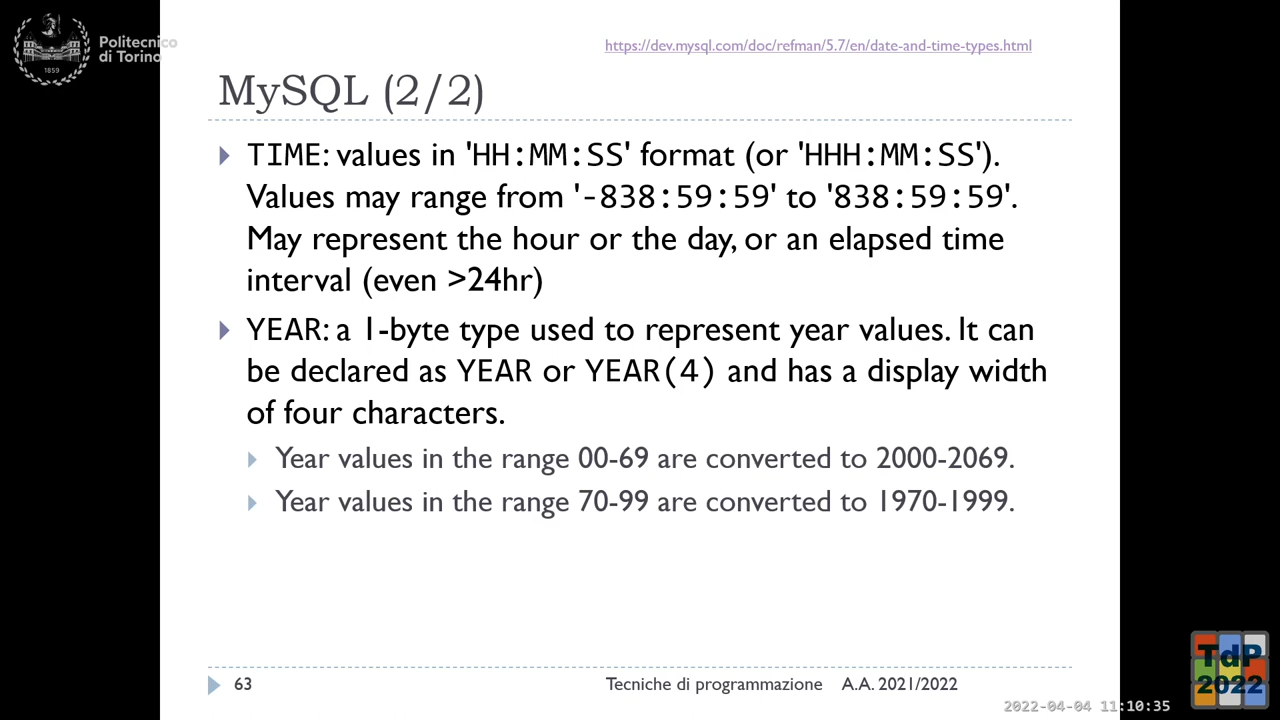 Politecnico
di Torino
1859
https://dev.mysql.com/doc/refman/5.7/en/date-and-time-types.html
MySQL (2/2)
TIME: values in 'HH:MM:SS' format (or 'HHH:MM:SS').
Values may range from '-838:59:59' to '838:59:59'.
May represent the hour or the day, or an elapsed time
interval (even >24hr)
YEAR: a 1-byte type used to represent year values. It can
be declared as YEAR or YEAR(4) and has a display width
of four characters.
Year values in the range 00-69 are converted to 2000-2069.
Year values in the range 70-99 are converted to 1970-1999.
63
Tecniche di programmazione A.A. 2021/2022
TdP
2022
2022-04-04 11:10:35